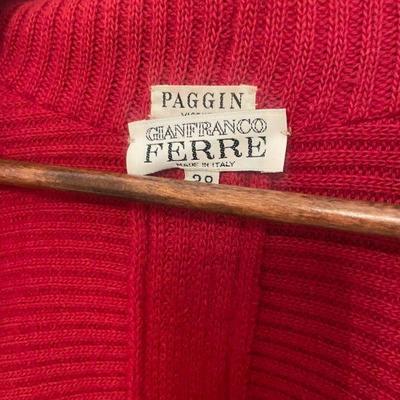 PAGGIN
GIANFRANCO
FERRE
MADE IN ITALY